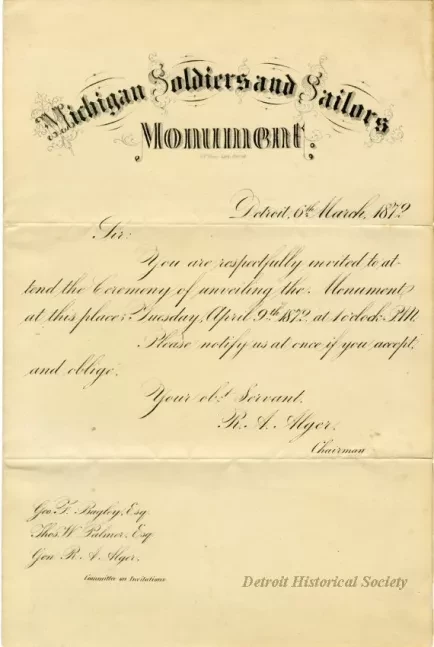 Michigan Soldiers and Sailors
Monument.
Detroit, 6th March, 1872
Sir:
You are respectfully invited to at-
tend the Ceremony of unveiling the Monument
at this place: Tuesday, April 9th 1872 at 1 o'clock P.M.
Please notify us at once if you accept,
and oblige.
Your obt. Servant.
R. A. Alger.
Chairman
Geo. F. Bagley, Esq.
Thos. W. Palmer, Esq.
Gen. R. A. Alger.
Committee on Invitations
Detroit Historical Society